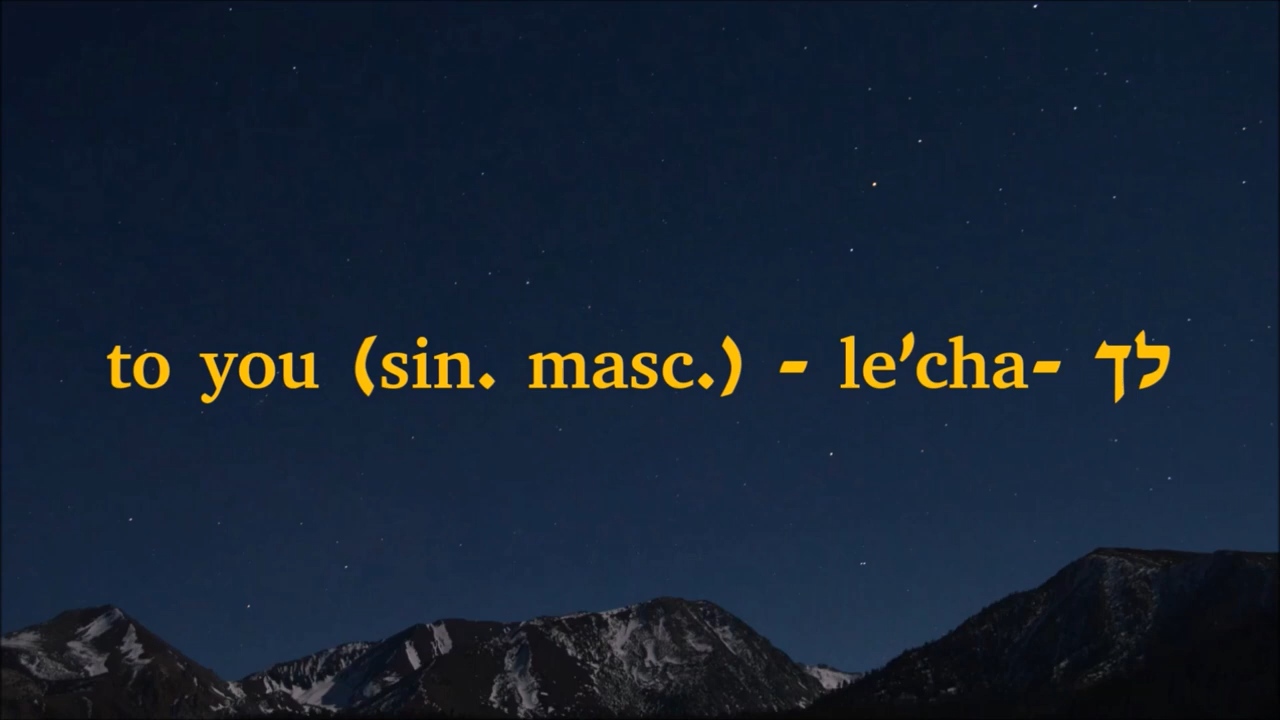 to you (sin. masc.) - le'cha- לך